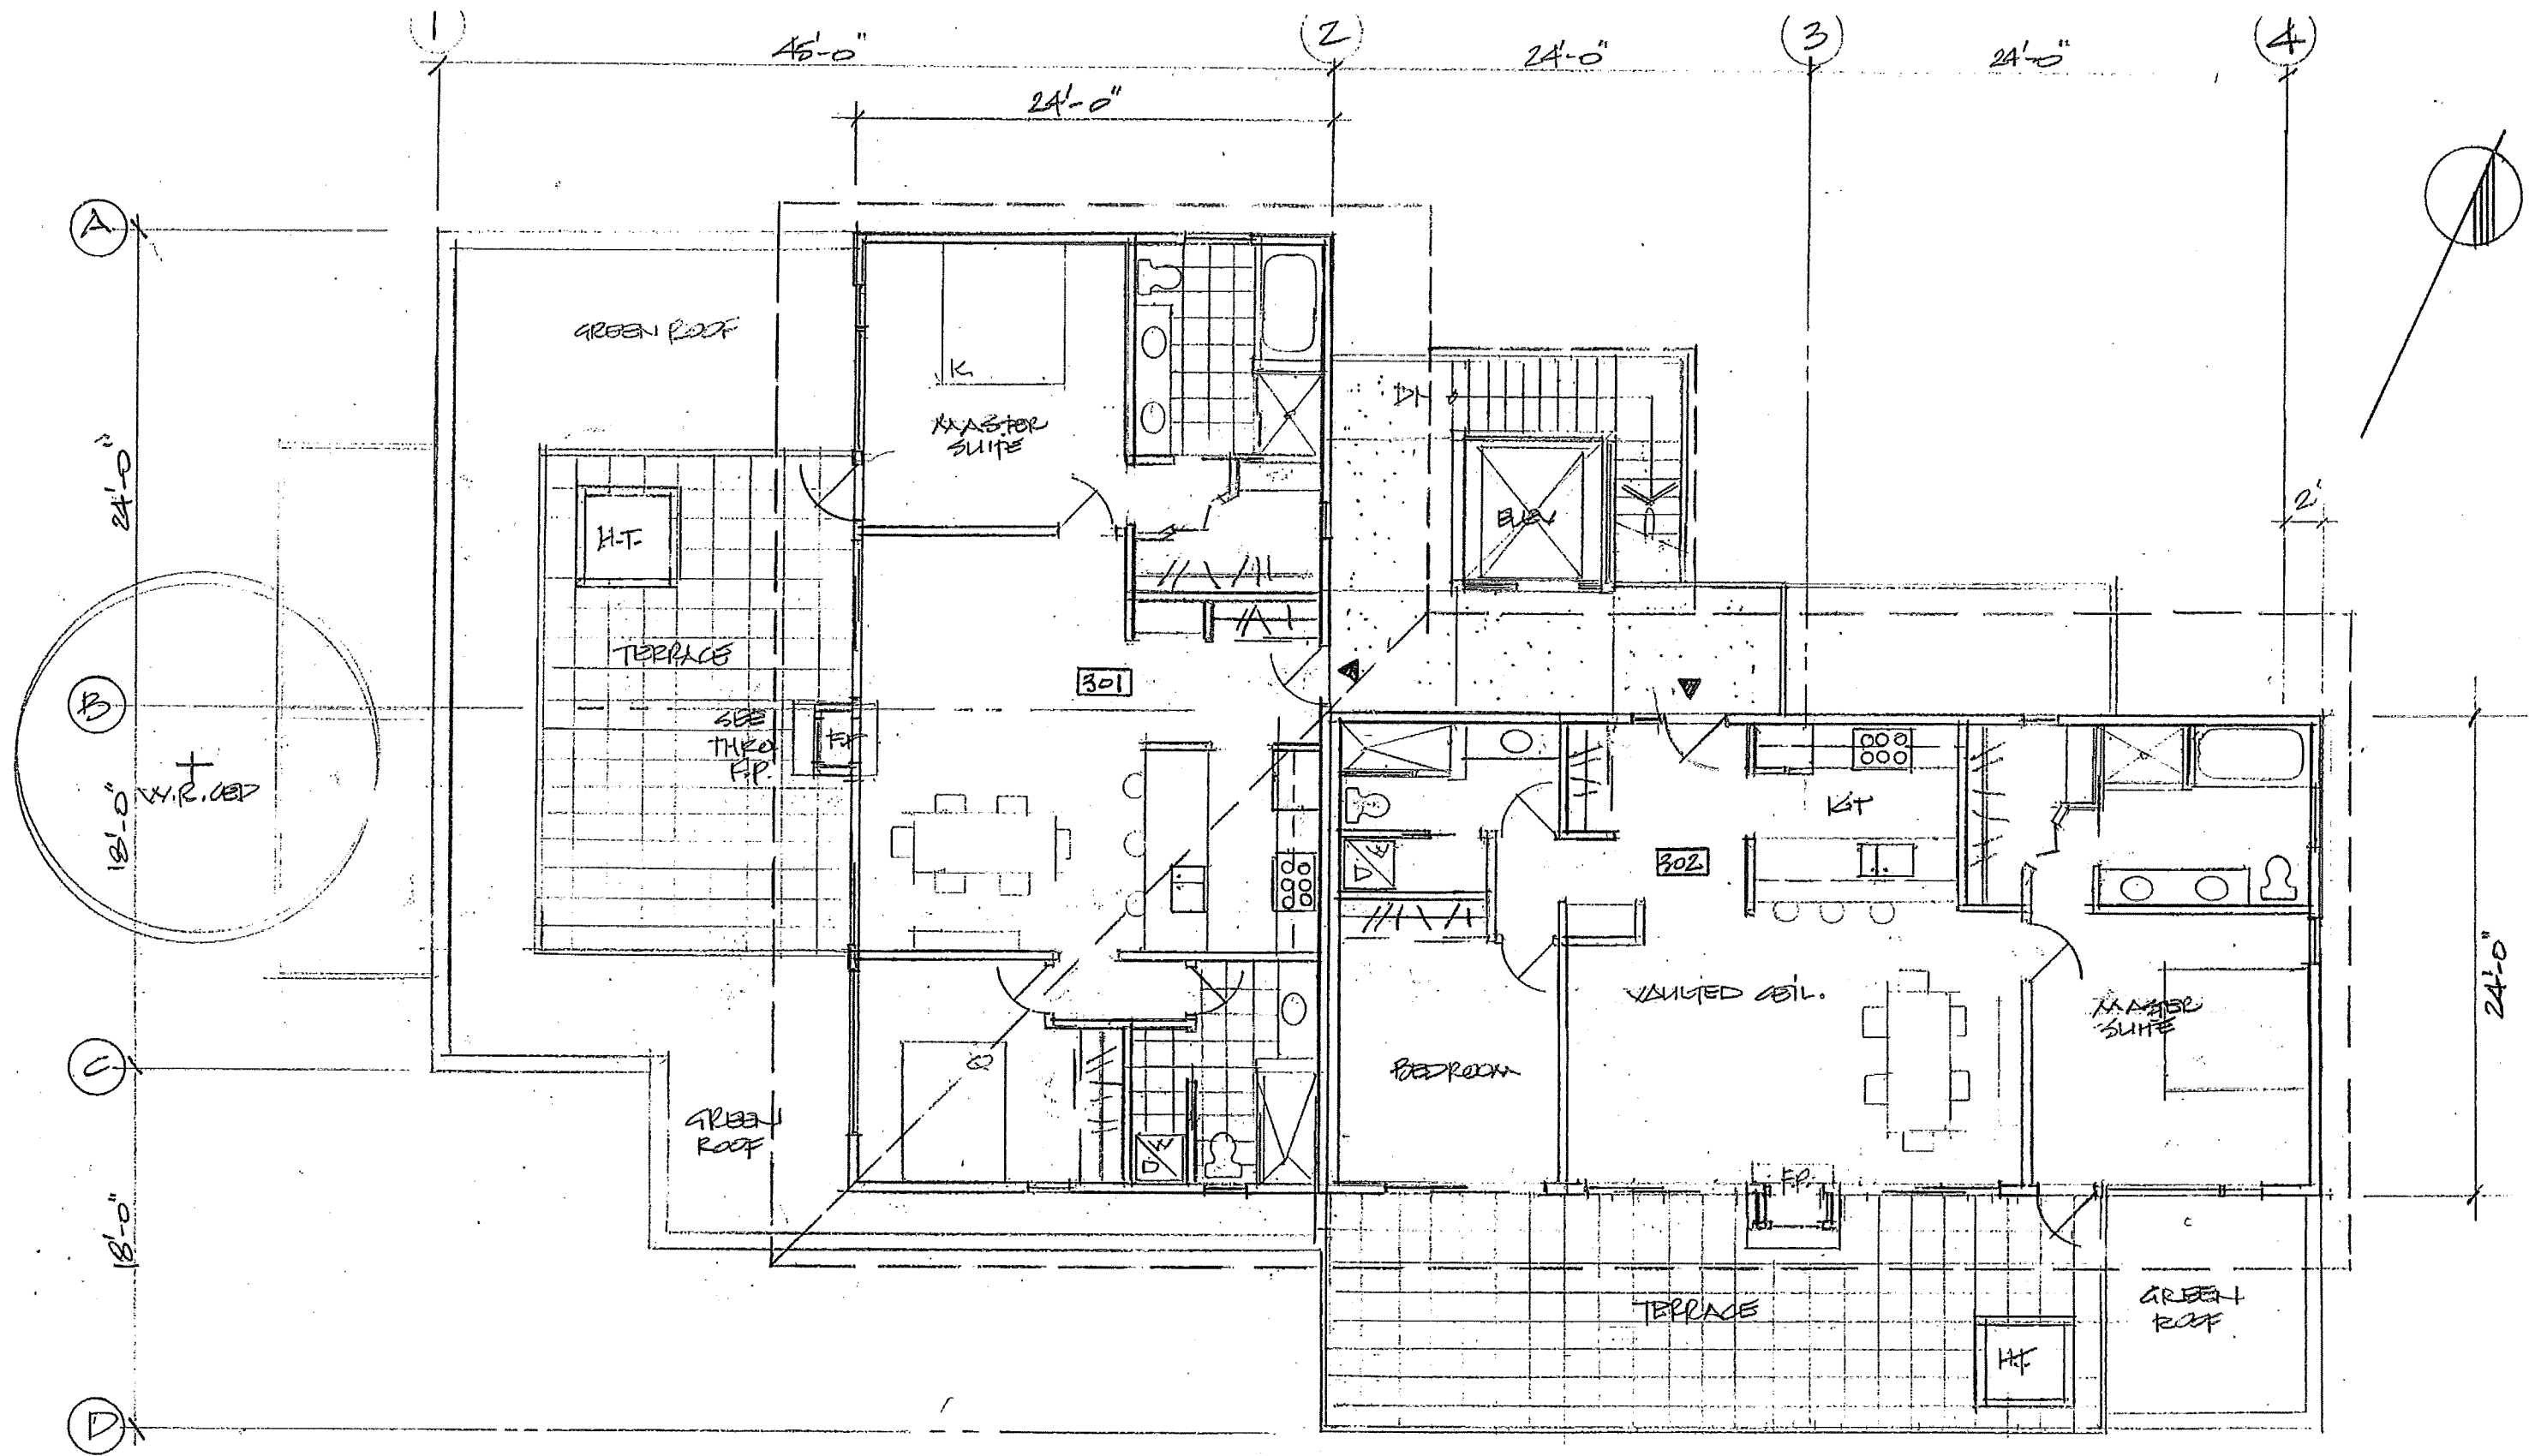 1
2
3
4
45'-0"
24'-0"
24'-0"
24'-0"
A
GREEN ROOF
K.
MASTER
SUITE
DN
ELEV
24'-0"
2'
H.T.
TERRACE
301
B
SEE
THRO
F.P.
F.P.
W.R. CED
18'-0"
KIT
302
W
D
24'-0"
VAULTED CEIL.
MASTER
SUITE
C
Q
BEDROOM
GREEN
ROOF
W
D
F.P.
18'-0"
TERRACE
GREEN
ROOF
H.T.
D